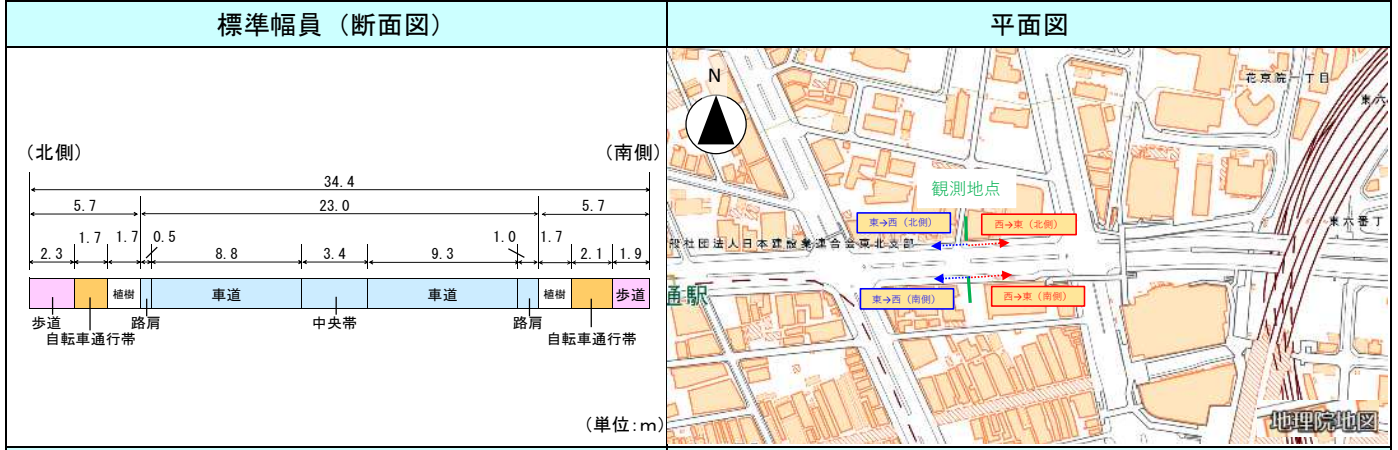 標準幅員（断面図）
平面図
（北側）
（南側）
34.4
5.7
23.0
5.7
1.7
1.7
0.5
1.0
1.7
2.3
8.8
3.4
9.3
2.1
1.9
植樹
車道
車道
植樹
歩道
歩道
路肩
中央帯
路肩
自転車通行帯
自転車通行帯
（単位：ｍ）
N
花京院一丁目
東六
観測地点
東→西（北側）
西→東（北側）
東六番丁
般社団法人日本建設業連合会東北支部
東→西（南側）
西→東（南側）
通駅
地理院地図